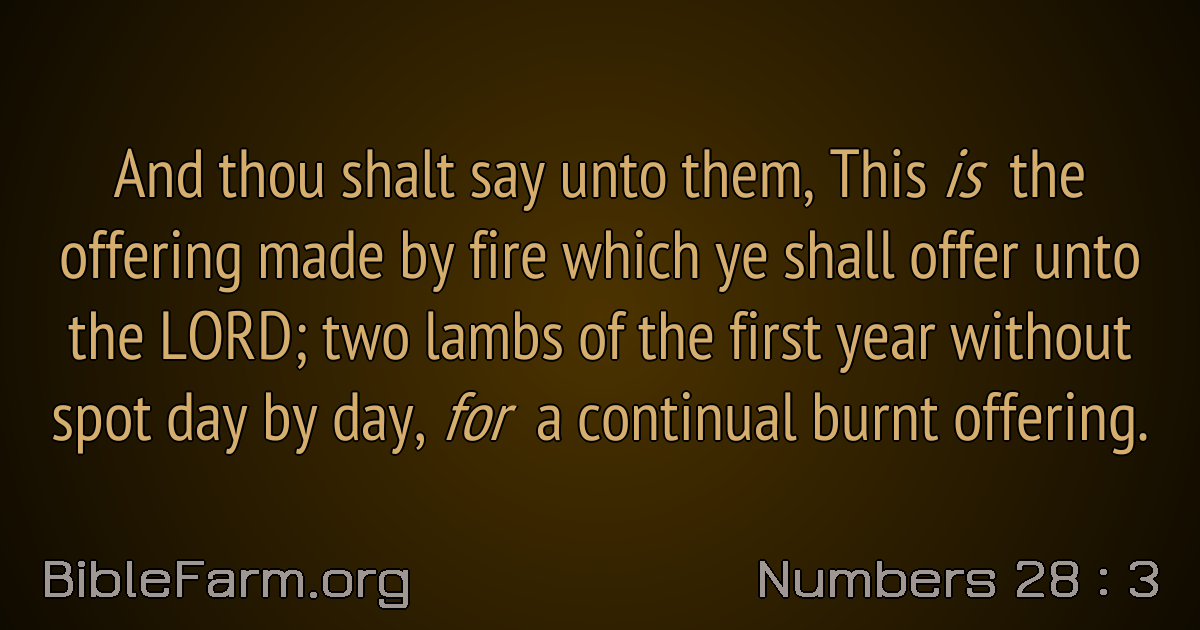 And thou shalt say unto them, This is the
offering made by fire which ye shall offer unto
the LORD; two lambs of the first year without
spot day by day, for a continual burnt offering.
BibleFarm.org
Numbers 28 : 3